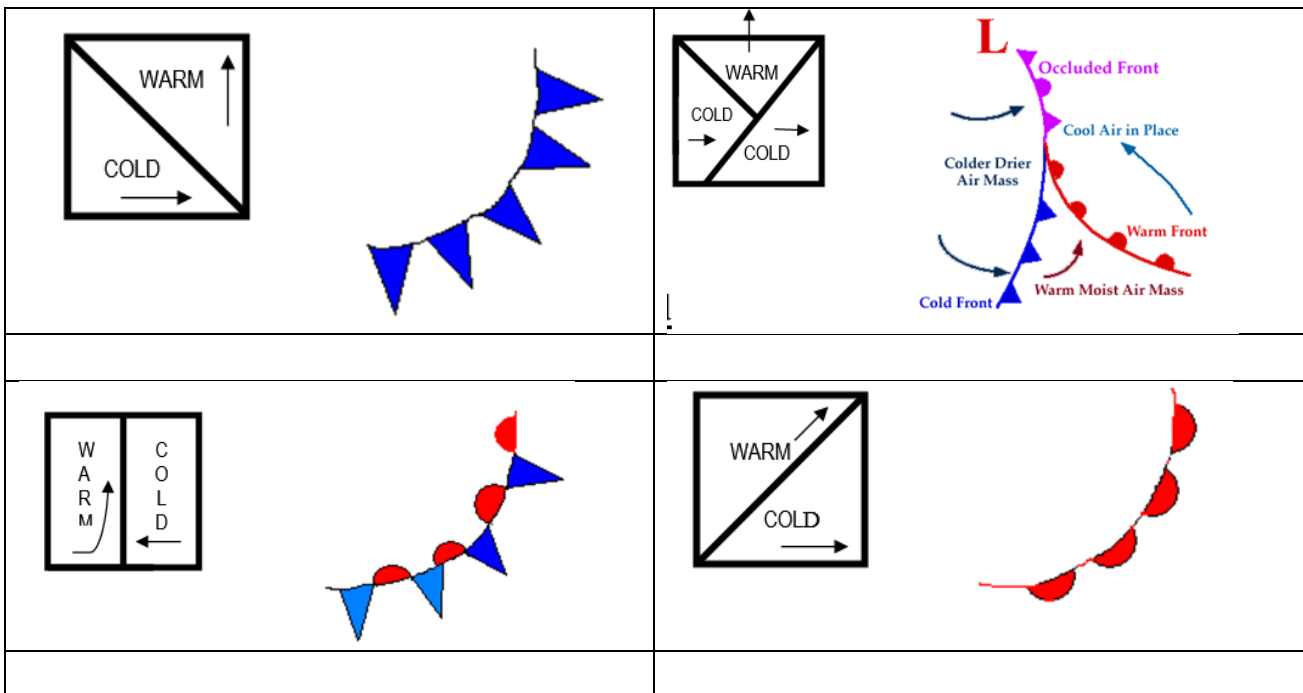 WARM
COLD
WARM
COLD
COLD
L
Occluded Front
Cool Air in Place
Colder Drier
Air Mass
Warm Front
Warm Moist Air Mass
Cold Front
W
A
R
M
C
O
L
D
WARM
COLD